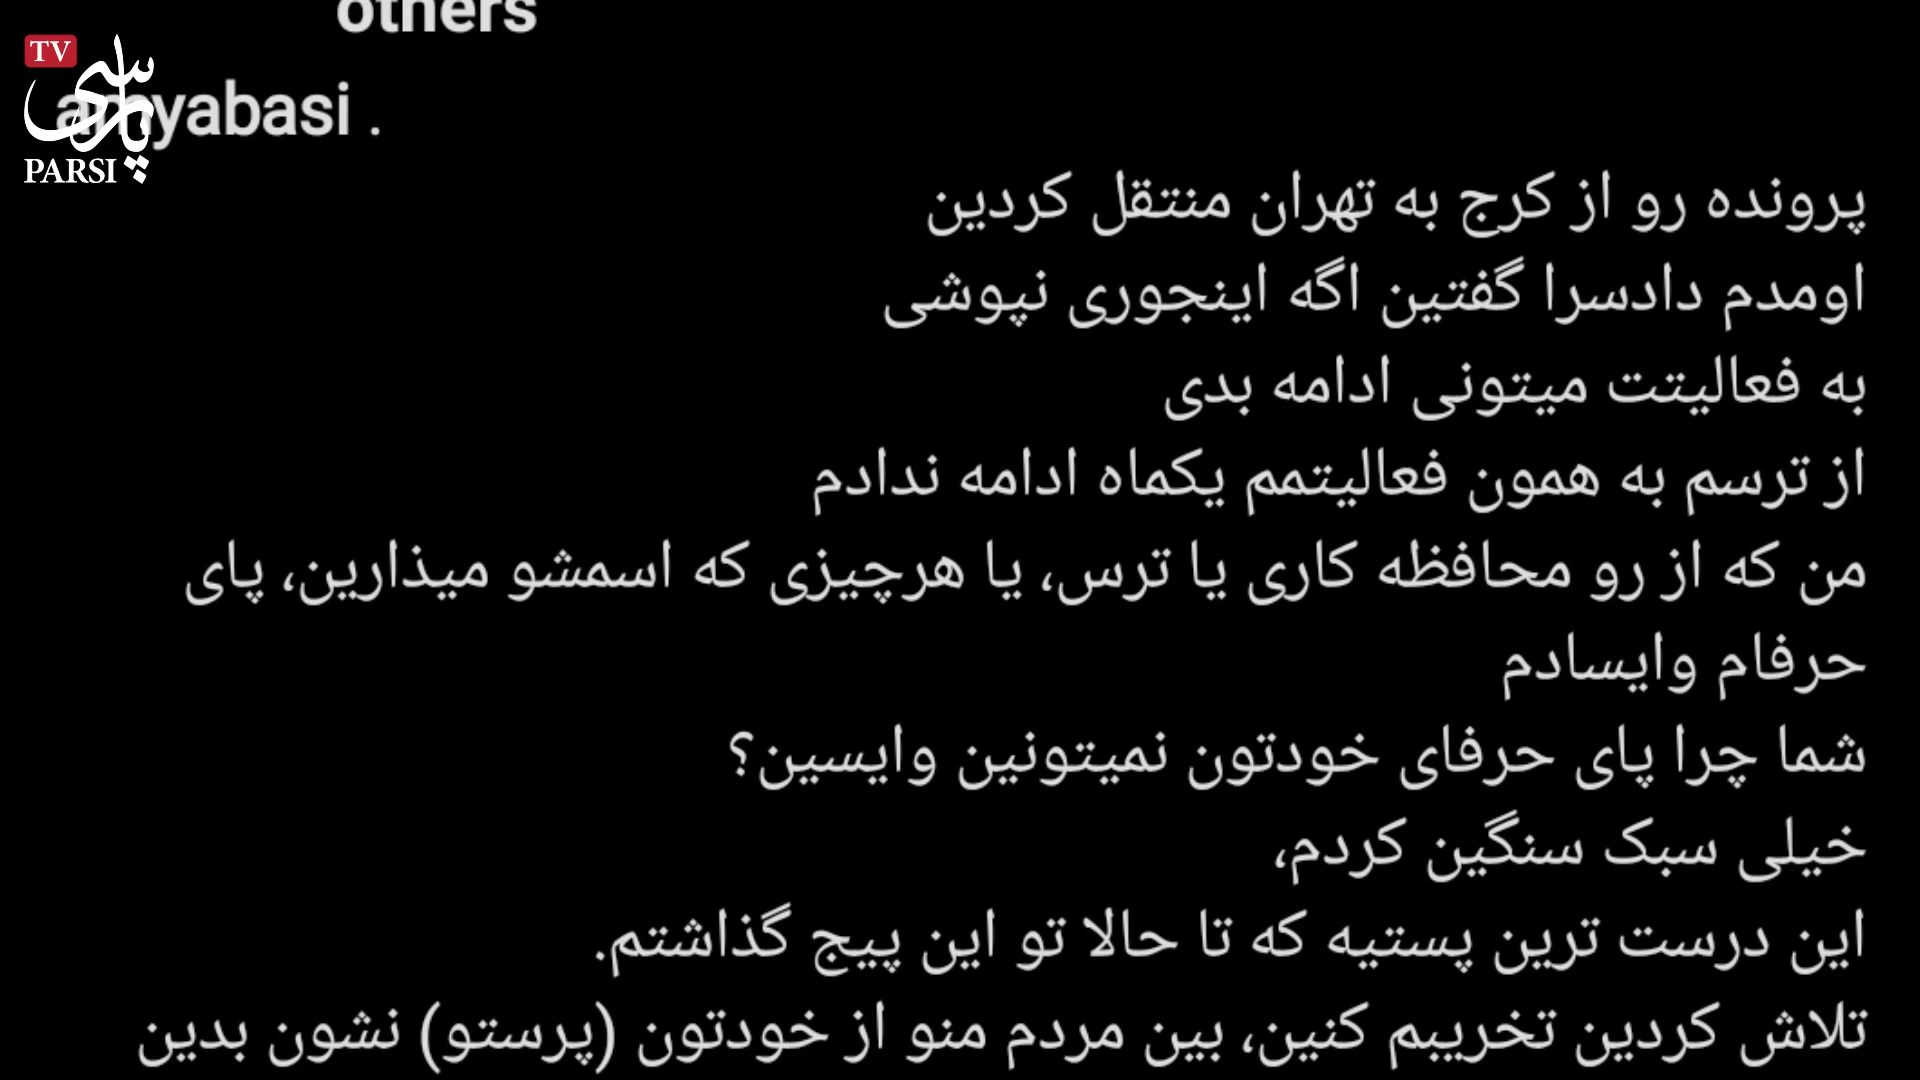 others
TV
پارسی
PARSI
amyabasi .
پرونده رو از کرج به تهران منتقل کردین
اومدم دادسرا گفتین اگه اینجوری نپوشی
به فعالیتت میتونی ادامه بدی
از ترسم به همون فعالیتمم یکماه ادامه ندادم
من که از رو محافظه کاری یا ترس، یا هرچیزی که اسمشو میذارین، پای
حرفام وایسادم
شما چرا پای حرفای خودتون نمیتونین وایسین؟
خیلی سبک سنگین کردم،
این درست ترین پستیه که تا حالا تو این پیج گذاشتم.
تلاش کردین تخریبم کنین، بین مردم منو از خودتون (پرستو) نشون بدین